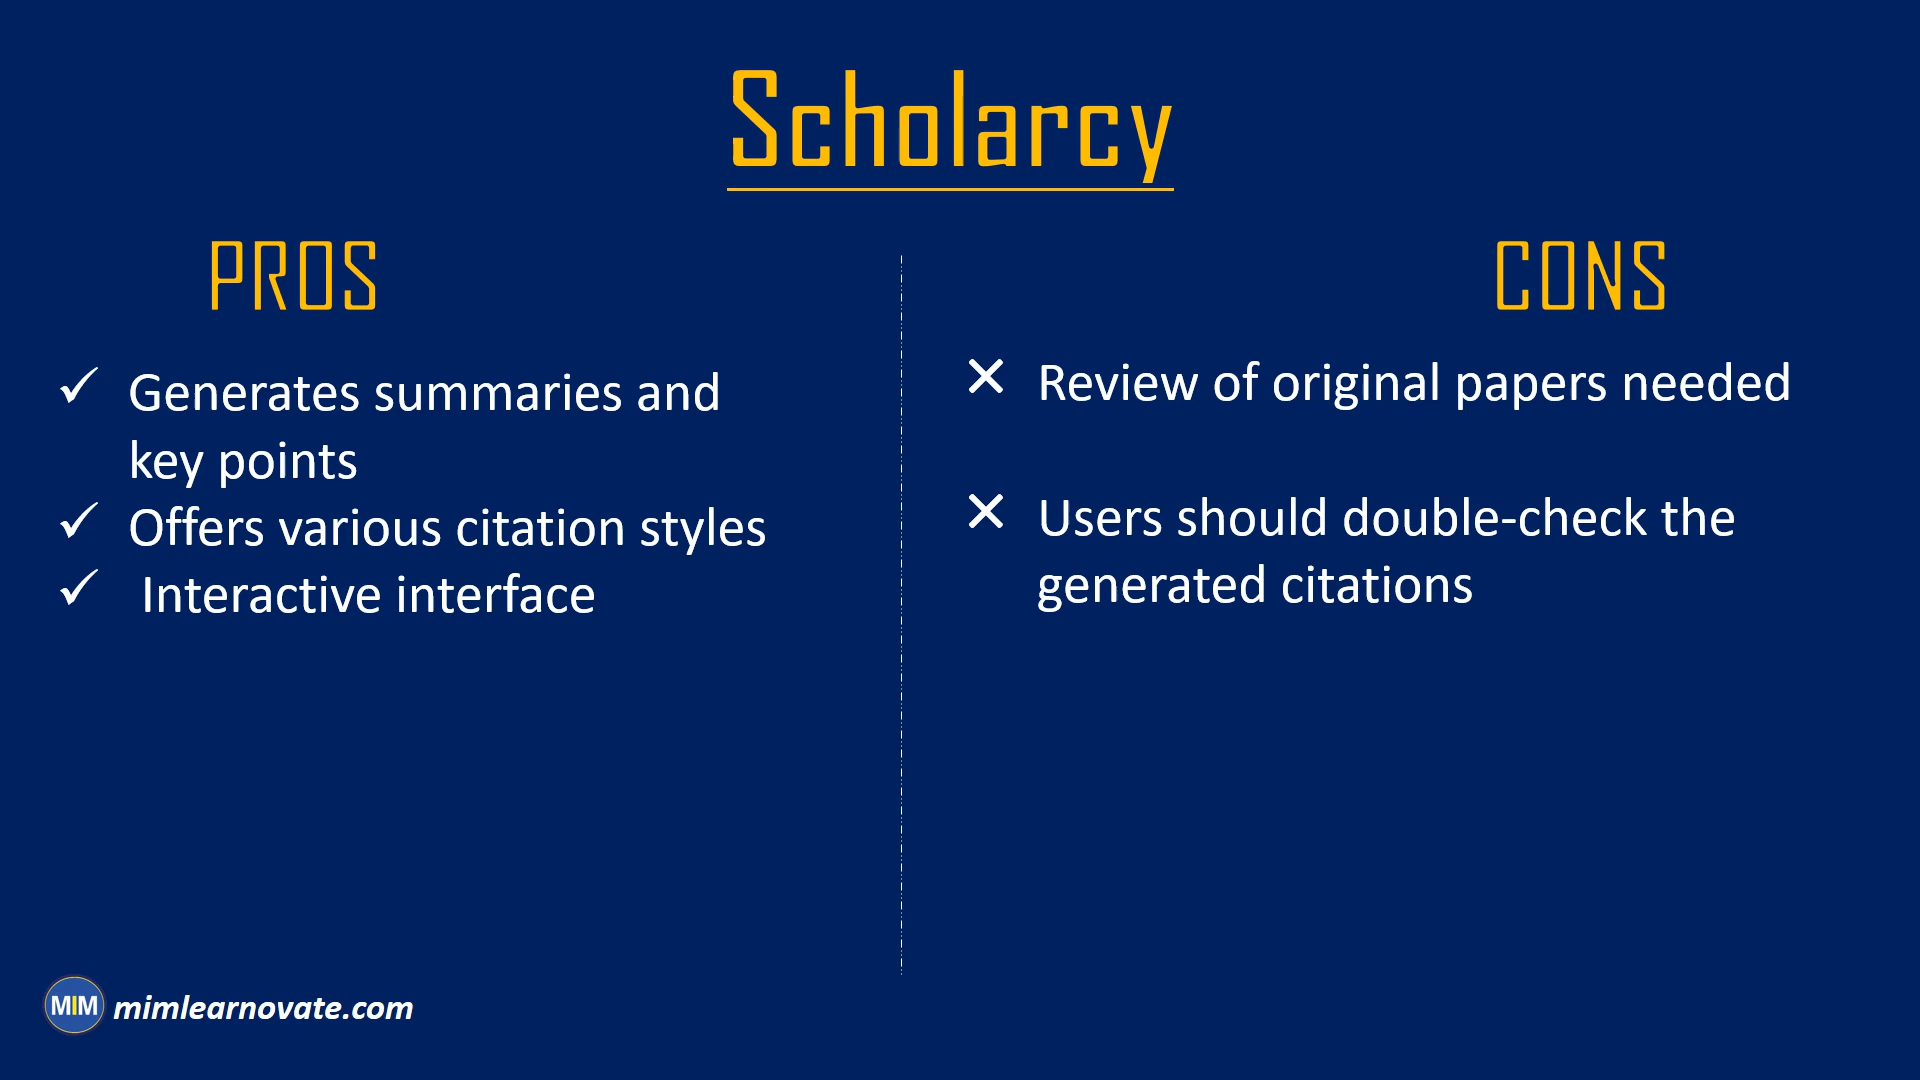 Scholarcy
PROS
✓ Generates summaries and
key points
✓ Offers various citation styles
✓ Interactive interface
CONS
✕ Review of original papers needed
✕ Users should double-check the
generated citations
MIM mimlearnovate.com